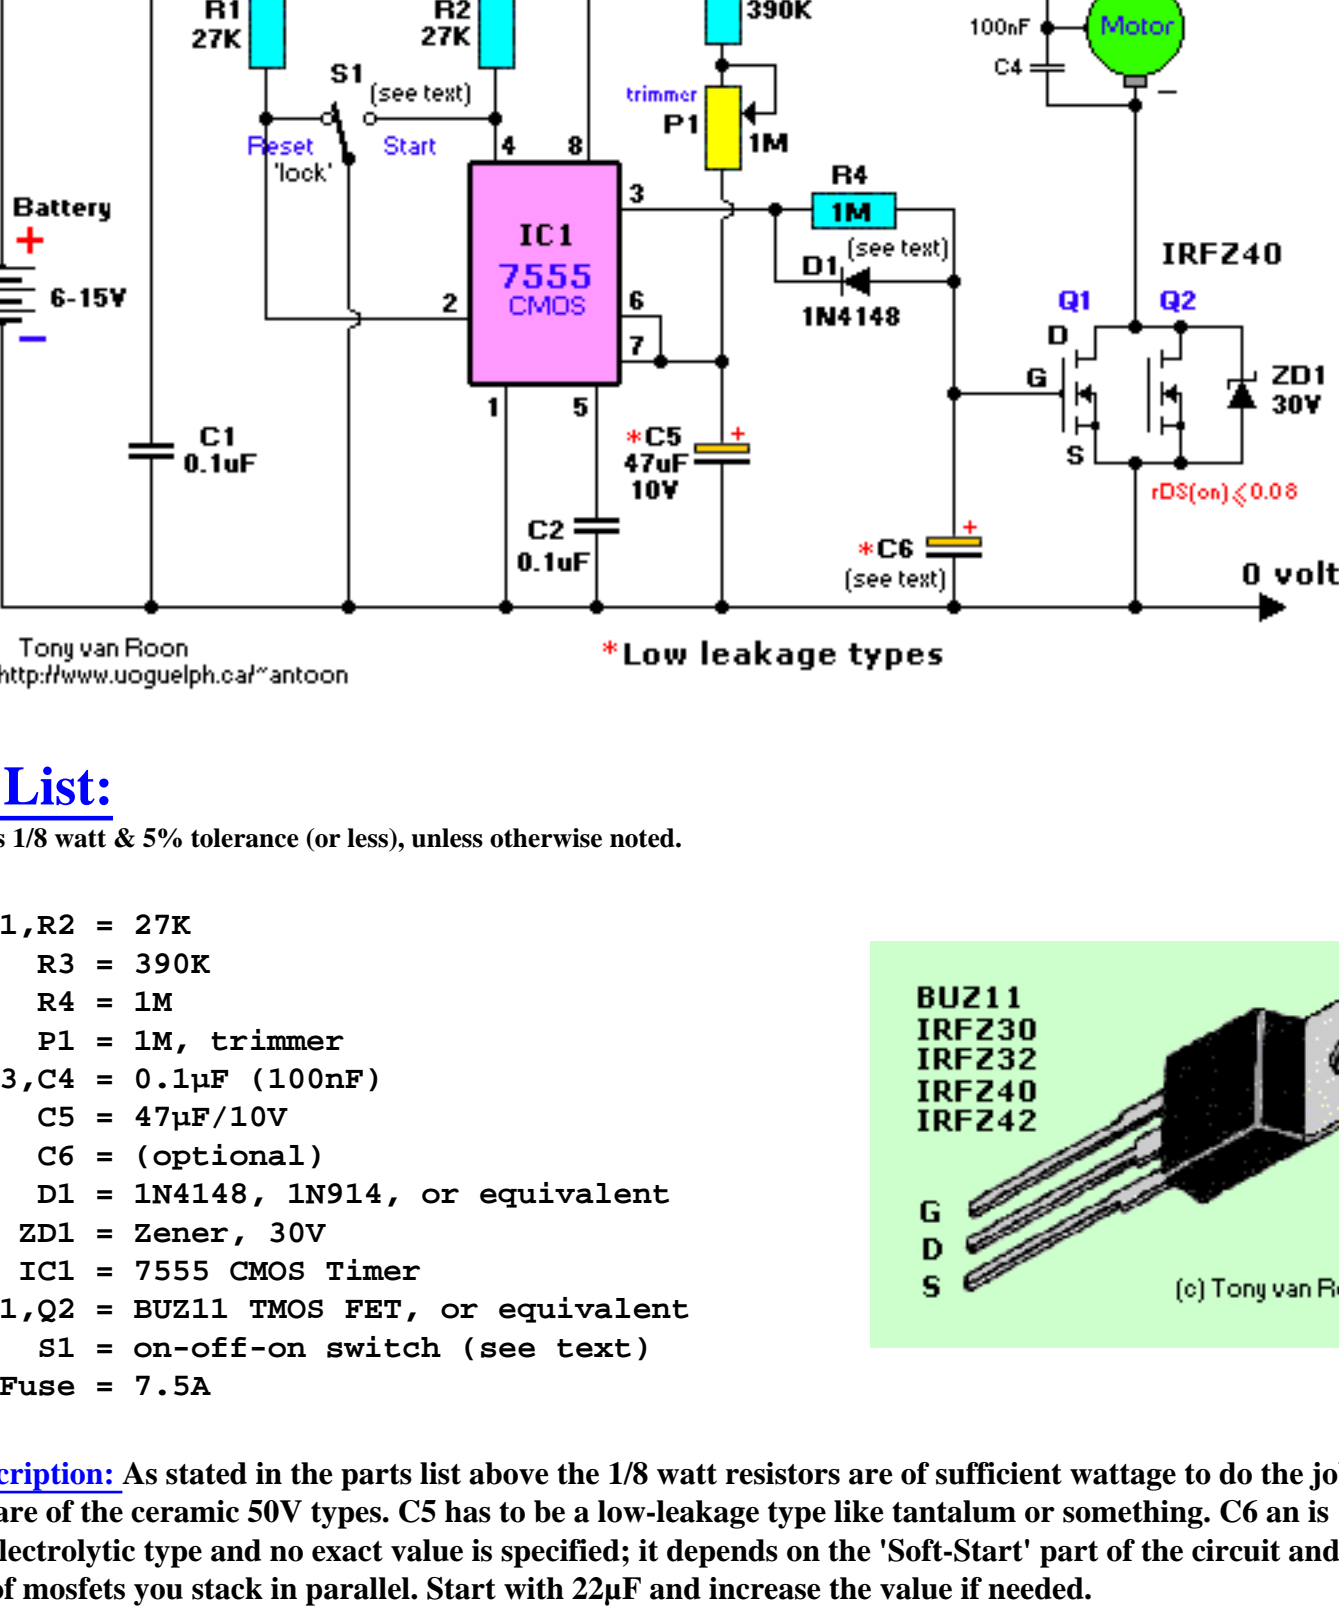 R1
27K
R2
27K
390K
100nF
C4
Motor
S1
(see text)
trimmer
P1
1M
Reset
'lock'
Start
4
8
Battery
+
6-15V
3
R4
1M
(see text)
IC1
7555
CMOS
D1
1N4148
IRFZ40
2
6
7
Q1
Q2
D
G
S
ZD1
30V
1
5
C1
0.1uF
*C5
47uF
10V
+
rDS(on)⩽0.08
C2
0.1uF
*C6
(see text)
+
0 volt
Tony van Roon
http://www.uoguelph.ca/~antoon
*Low leakage types
List:
s 1/8 watt & 5% tolerance (or less), unless otherwise noted.
1,R2 = 27K
R3 = 390K
R4 = 1M
P1 = 1M, trimmer
3,C4 = 0.1µF (100nF)
C5 = 47µF/10V
C6 = (optional)
D1 = 1N4148, 1N914, or equivalent
ZD1 = Zener, 30V
IC1 = 7555 CMOS Timer
1,Q2 = BUZ11 TMOS FET, or equivalent
S1 = on-off-on switch (see text)
Fuse = 7.5A
BUZ11
IRFZ30
IRFZ32
IRFZ40
IRFZ42
G
D
S
(c) Tony van Ro
cription: As stated in the parts list above the 1/8 watt resistors are of sufficient wattage to do the jo
are of the ceramic 50V types. C5 has to be a low-leakage type like tantalum or something. C6 an is
lectrolytic type and no exact value is specified; it depends on the 'Soft-Start' part of the circuit and
of mosfets you stack in parallel. Start with 22µF and increase the value if needed.